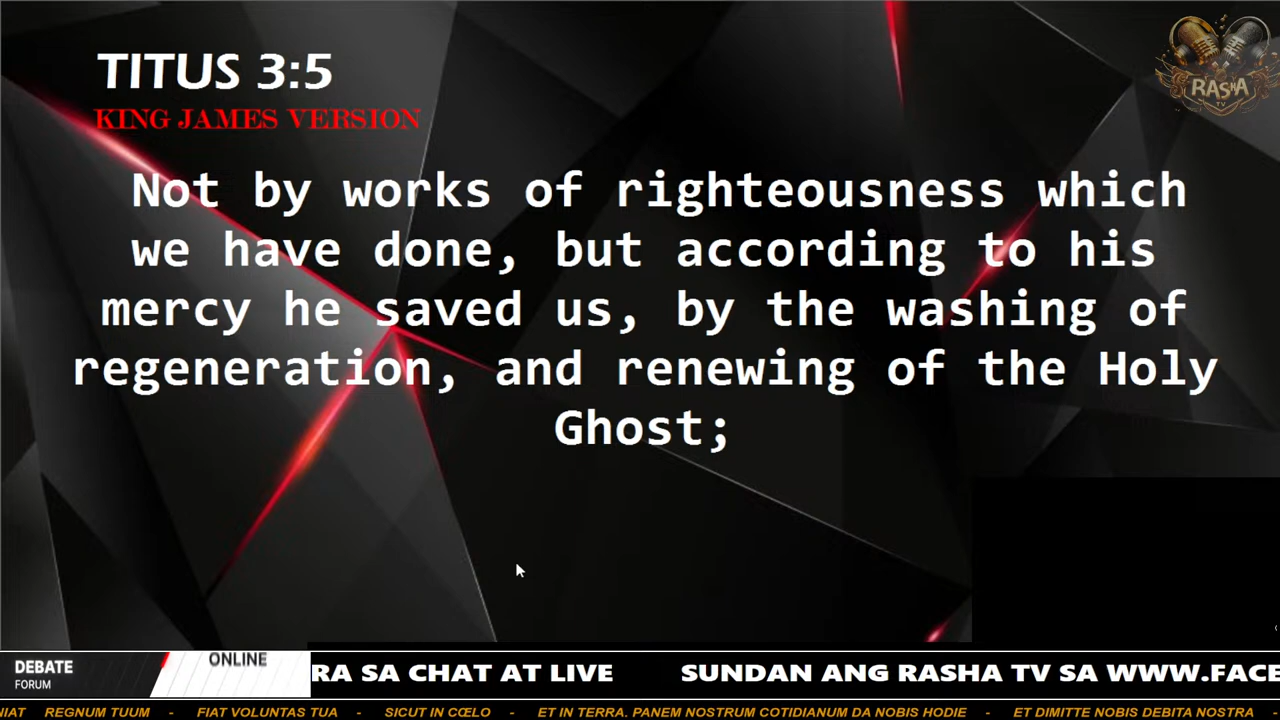 TITUS 3:5
KING JAMES VERSION
RASHA
TV
Not by works of righteousness which
we have done, but according to his
mercy he saved us, by the washing of
regeneration, and renewing of the Holy
Ghost;
DEBATE
FORUM
ONLINE
RA SA CHAT AT LIVE SUNDAN ANG RASHA TV SA WWW.FACE
NIAT REGNUM TUUM - FIAT VOLUNTAS TUA - SICUT IN CŒLO - ET IN TERRA. PANEM NOSTRUM COTIDIANUM DA NOBIS HODIE - ET DIMITTE NOBIS DEBITA NOSTRA -